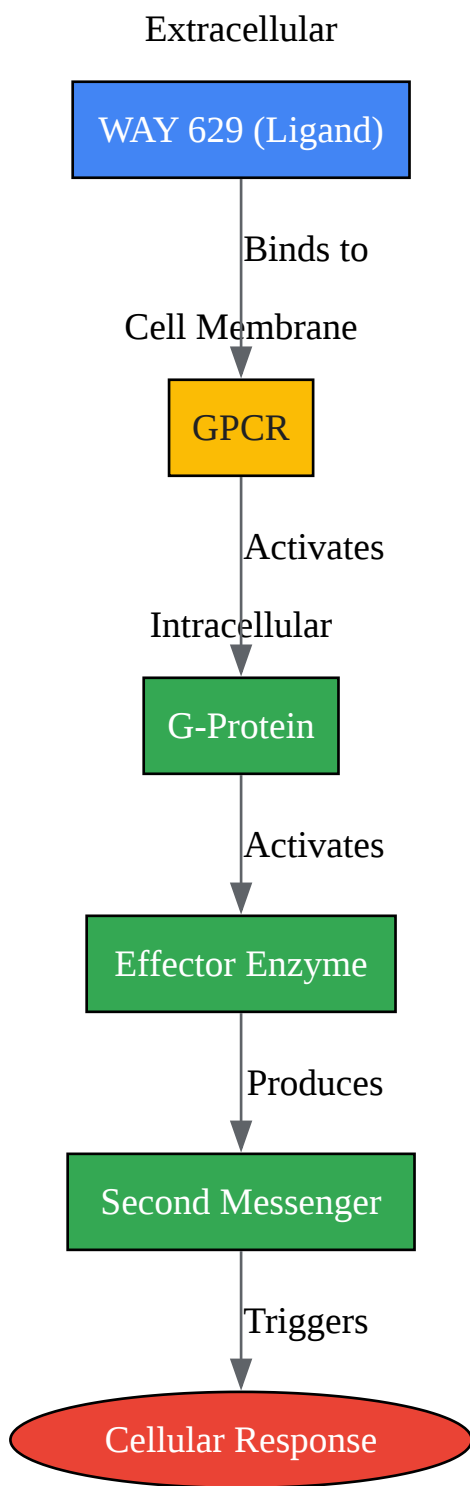 Extracellular
WAY 629 (Ligand)
Binds to
Cell Membrane
GPCR
Activates
Intracellular
G-Protein
Activates
Effector Enzyme
Produces
Second Messenger
Triggers
Cellular Response